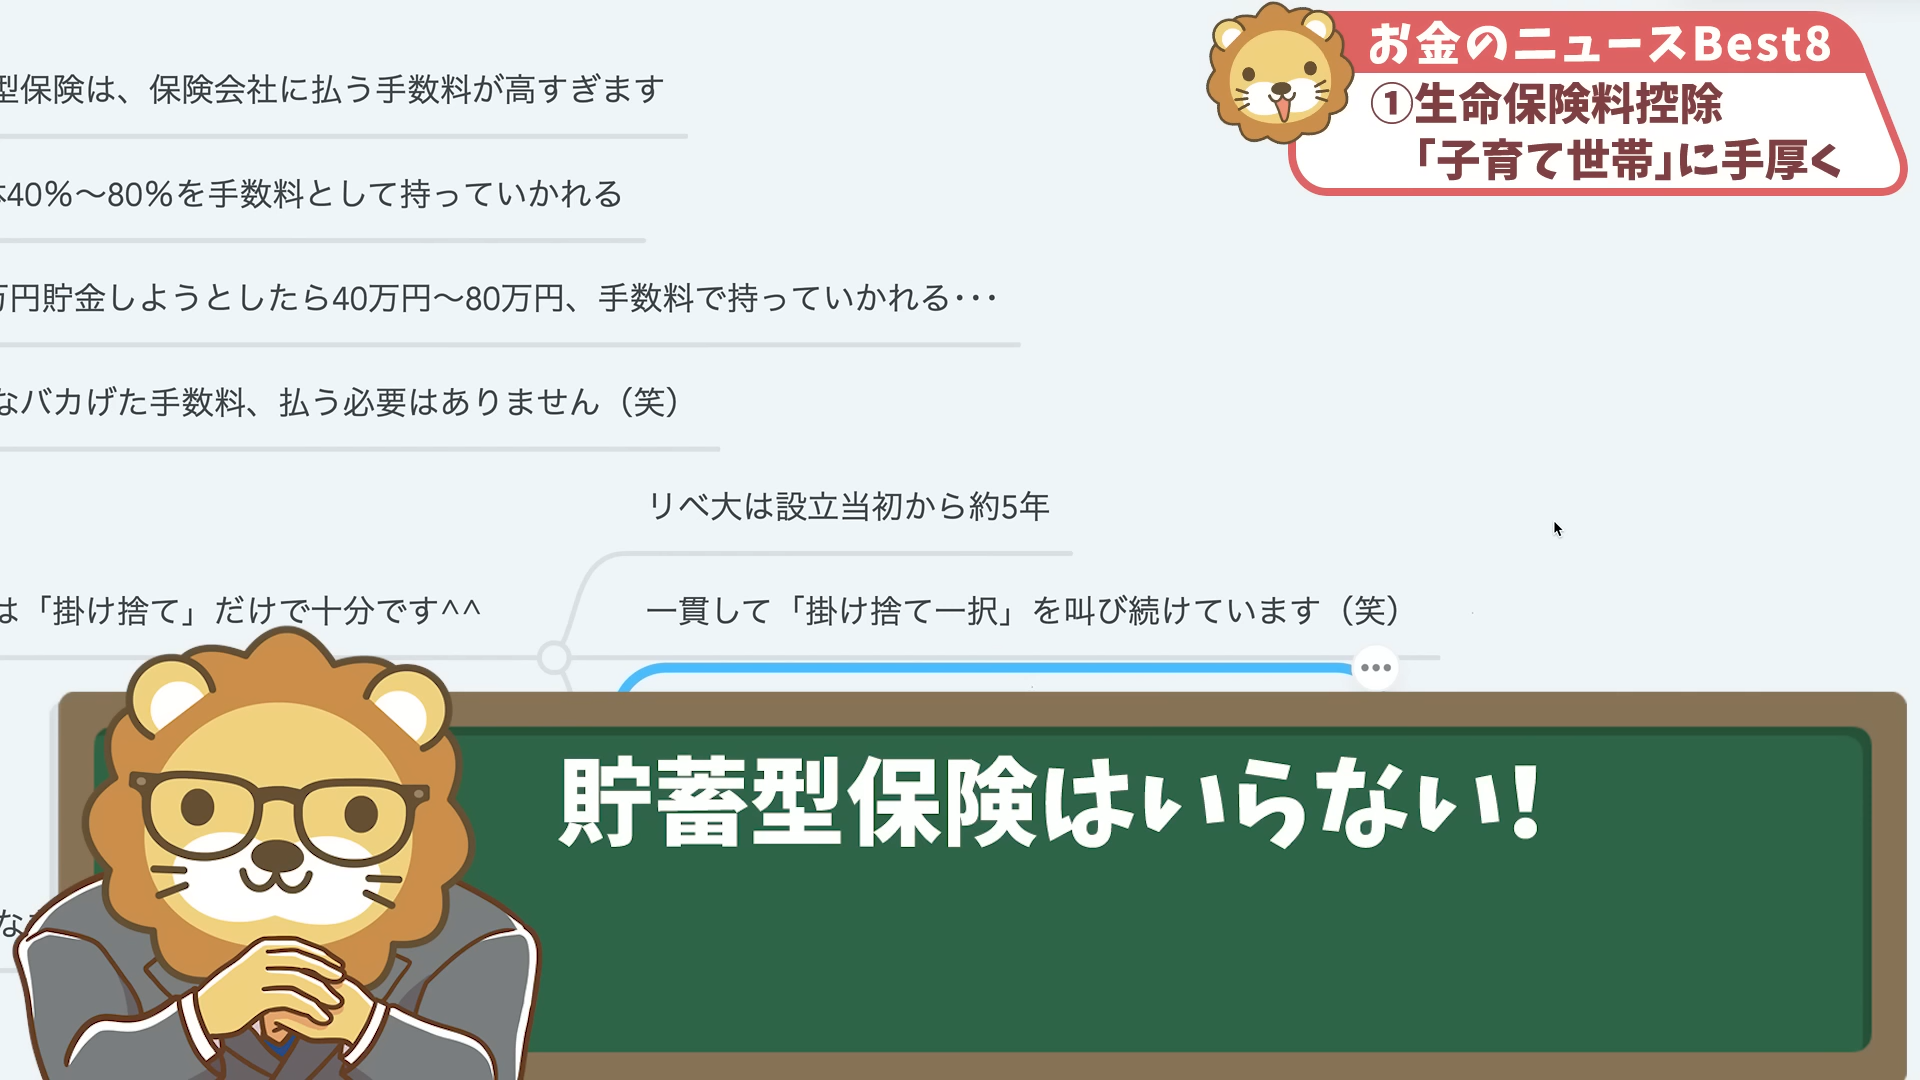 お金のニュースBest8
①生命保険料控除
「子育て世帯」に手厚く
型保険は、保険会社に払う手数料が高すぎます
40%〜80%を手数料として持っていかれる
万円貯金しようとしたら40万円〜80万円、手数料で持っていかれる･･･
なバカげた手数料、払う必要はありません（笑）
リベ大は設立当初から約5年
は「掛け捨て」だけで十分です^^
一貫して「掛け捨て一択」を叫び続けています（笑）
貯蓄型保険はいらない!
な